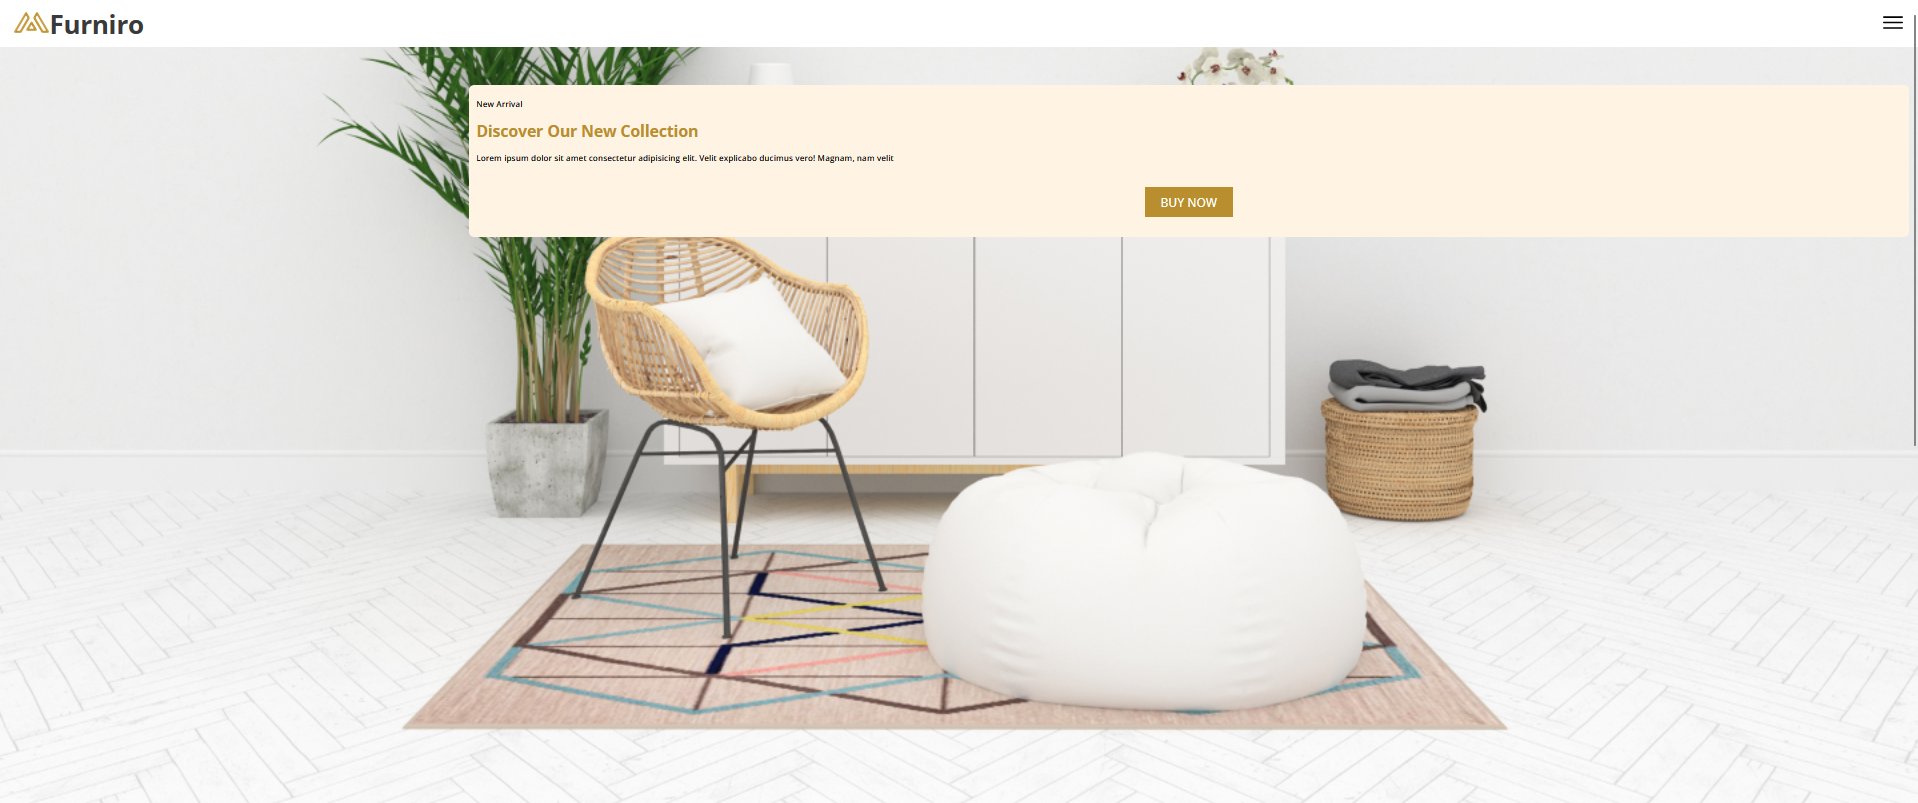 Furniro
New Arrival
Discover Our New Collection
Lorem ipsum dolor sit amet consectetur adipisicing elit. Velit explicabo ducimus vero! Magnam, nam velit
BUY NOW